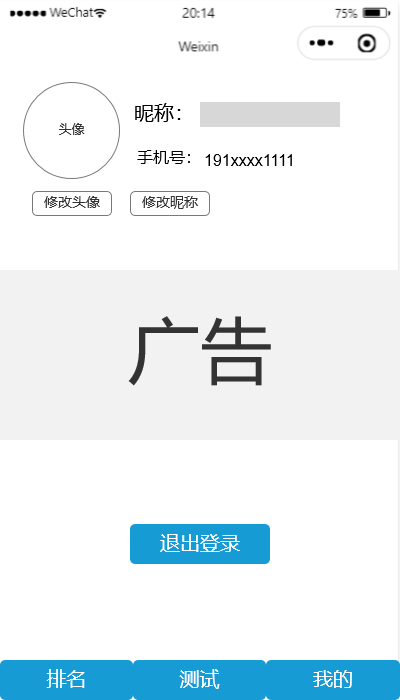 WeChat 20:14 75%
Weixin
头像
昵称：
手机号： 191xxxx1111
修改头像 修改昵称
广告
退出登录
排名 测试 我的